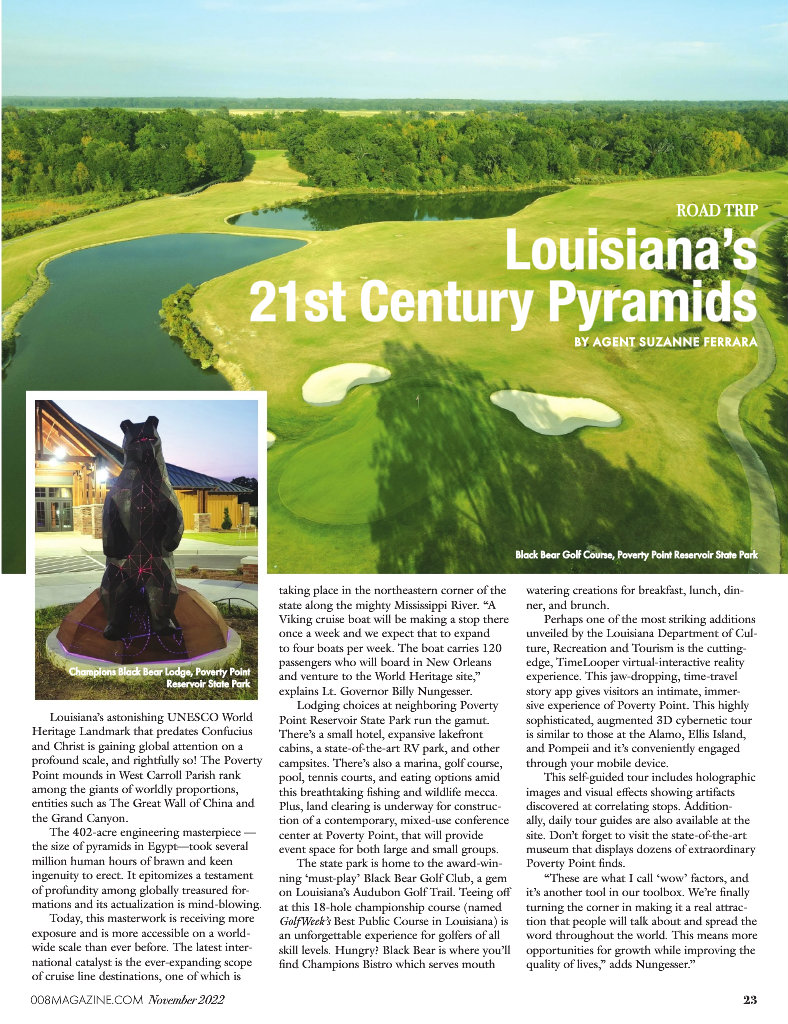 ROAD TRIP
Louisiana's
21st Century Pyramids
BY AGENT SUZANNE FERRARA
Black Bear Golf Course, Poverty Point Reservoir State Park
Champions Black Bear Lodge, Poverty Point
Reservoir State Park
Louisiana's astonishing UNESCO World
Heritage Landmark that predates Confucius
and Christ is gaining global attention on a
profound scale, and rightfully so! The Poverty
Point mounds in West Carroll Parish rank
among the giants of worldly proportions,
entities such as The Great Wall of China and
the Grand Canyon.
The 402-acre engineering masterpiece —
the size of pyramids in Egypt—took several
million human hours of brawn and keen
ingenuity to erect. It epitomizes a testament
of profundity among globally treasured for-
mations and its actualization is mind-blowing.
Today, this masterwork is receiving more
exposure and is more accessible on a world-
wide scale than ever before. The latest inter-
national catalyst is the ever-expanding scope
of cruise line destinations, one of which is
taking place in the northeastern corner of the
state along the mighty Mississippi River. "A
Viking cruise boat will be making a stop there
once a week and we expect that to expand
to four boats per week. The boat carries 120
passengers who will board in New Orleans
and venture to the World Heritage site,"
explains Lt. Governor Billy Nungesser.
Lodging choices at neighboring Poverty
Point Reservoir State Park run the gamut.
There's a small hotel, expansive lakefront
cabins, a state-of-the-art RV park, and other
campsites. There's also a marina, golf course,
pool, tennis courts, and eating options amid
this breathtaking fishing and wildlife mecca.
Plus, land clearing is underway for construc-
tion of a contemporary, mixed-use conference
center at Poverty Point, that will provide
event space for both large and small groups.
The state park is home to the award-win-
ning 'must-play' Black Bear Golf Club, a gem
on Louisiana's Audubon Golf Trail. Teeing off
at this 18-hole championship course (named
GolfWeek's Best Public Course in Louisiana) is
an unforgettable experience for golfers of all
skill levels. Hungry? Black Bear is where you'll
find Champions Bistro which serves mouth
watering creations for breakfast, lunch, din-
ner, and brunch.
Perhaps one of the most striking additions
unveiled by the Louisiana Department of Cul-
ture, Recreation and Tourism is the cutting-
edge, TimeLooper virtual-interactive reality
experience. This jaw-dropping, time-travel
story app gives visitors an intimate, immer-
sive experience of Poverty Point. This highly
sophisticated, augmented 3D cybernetic tour
is similar to those at the Alamo, Ellis Island,
and Pompeii and it's conveniently engaged
through your mobile device.
This self-guided tour includes holographic
images and visual effects showing artifacts
discovered at correlating stops. Addition-
ally, daily tour guides are also available at the
site. Don't forget to visit the state-of-the-art
museum that displays dozens of extraordinary
Poverty Point finds.
"These are what I call 'wow' factors, and
it's another tool in our toolbox. We're finally
turning the corner in making it a real attrac-
tion that people will talk about and spread the
word throughout the world. This means more
opportunities for growth while improving the
quality of lives," adds Nungesser."
008MAGAZINE.COM November 2022
23